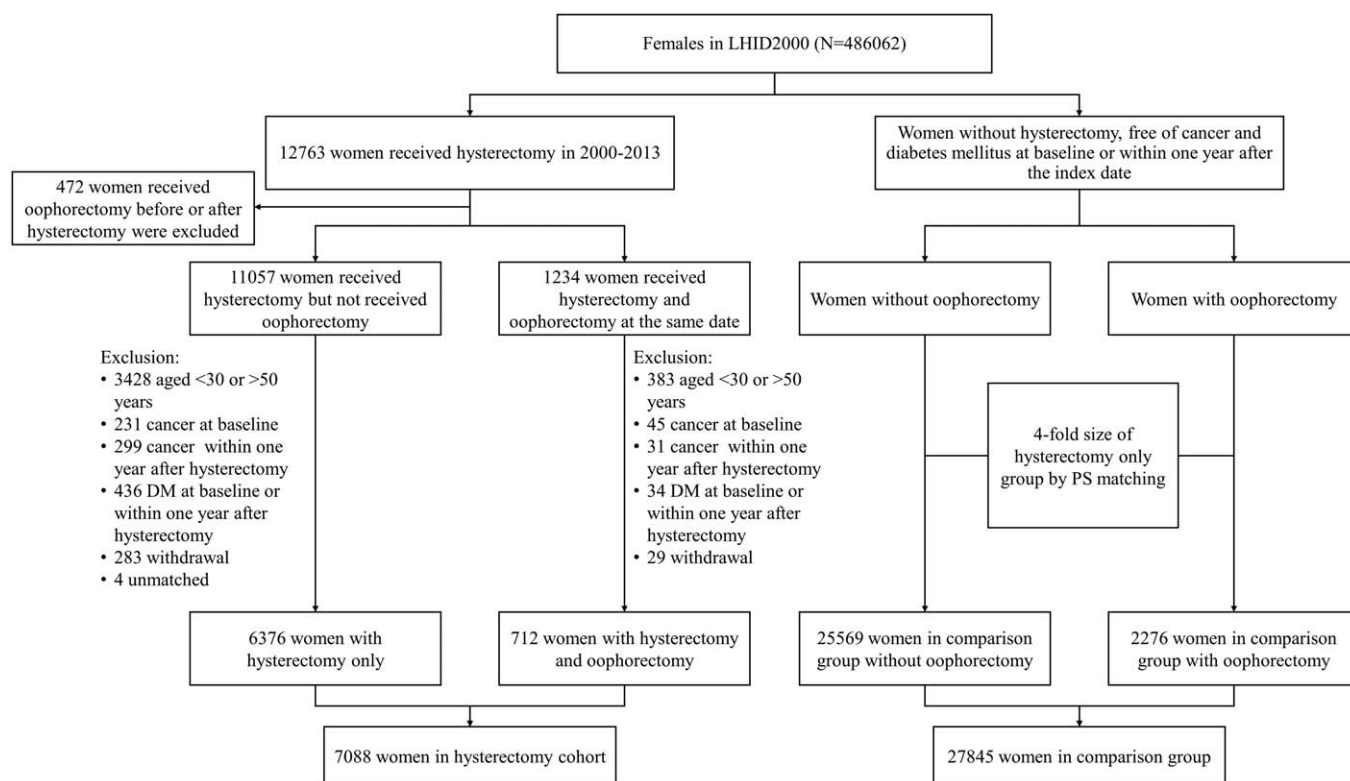 Females in LHID2000 (N=486062)
12763 women received hysterectomy in 2000-2013
Women without hysterectomy, free of cancer and
diabetes mellitus at baseline or within one year after
the index date
472 women received
oophorectomy before or after
hysterectomy were excluded
11057 women received
hysterectomy but not received
oophorectomy
1234 women received
hysterectomy and
oophorectomy at the same date
Women without oophorectomy
Women with oophorectomy
Exclusion:
• 3428 aged <30 or >50
years
• 231 cancer at baseline
• 299 cancer within one
year after hysterectomy
• 436 DM at baseline or
within one year after
hysterectomy
• 283 withdrawal
• 4 unmatched
Exclusion:
• 383 aged <30 or >50
years
• 45 cancer at baseline
• 31 cancer within one
year after hysterectomy
• 34 DM at baseline or
within one year after
hysterectomy
• 29 withdrawal
4-fold size of
hysterectomy only
group by PS matching
6376 women with
hysterectomy only
712 women with hysterectomy
and oophorectomy
25569 women in comparison
group without oophorectomy
2276 women in comparison
group with oophorectomy
7088 women in hysterectomy cohort
27845 women in comparison group